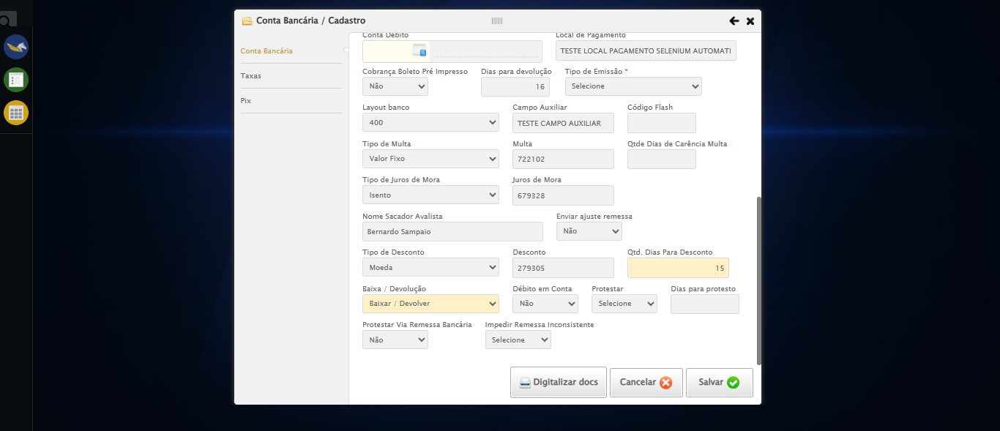 Conta Bancária / Cadastro
Conta Bancária
Taxas
Pix
Conta Débito Local de Pagamento
TESTE LOCAL PAGAMENTO SELENIUM AUTOMATI
Cobrança Boleto Pré Impresso Dias para devolução Tipo de Emissão *
Não 16 Selecione
Layout banco Campo Auxiliar Código Flash
400 TESTE CAMPO AUXILIAR
Tipo de Multa Multa Qtde Dias de Carência Multa
Valor Fixo 722102
Tipo de Juros de Mora Juros de Mora
Isento 679328
Nome Sacador Avalista Enviar ajuste remessa
Bernardo Sampaio Não
Tipo de Desconto Desconto Qtd. Dias Para Desconto
Moeda 279305 15
Baixa / Devolução Débito em Conta Protestar Dias para protesto
Baixar / Devolver Não Selecione
Protestar Via Remessa Bancária Impedir Remessa Inconsistente
Não Selecione
Digitalizar docs Cancelar Salvar